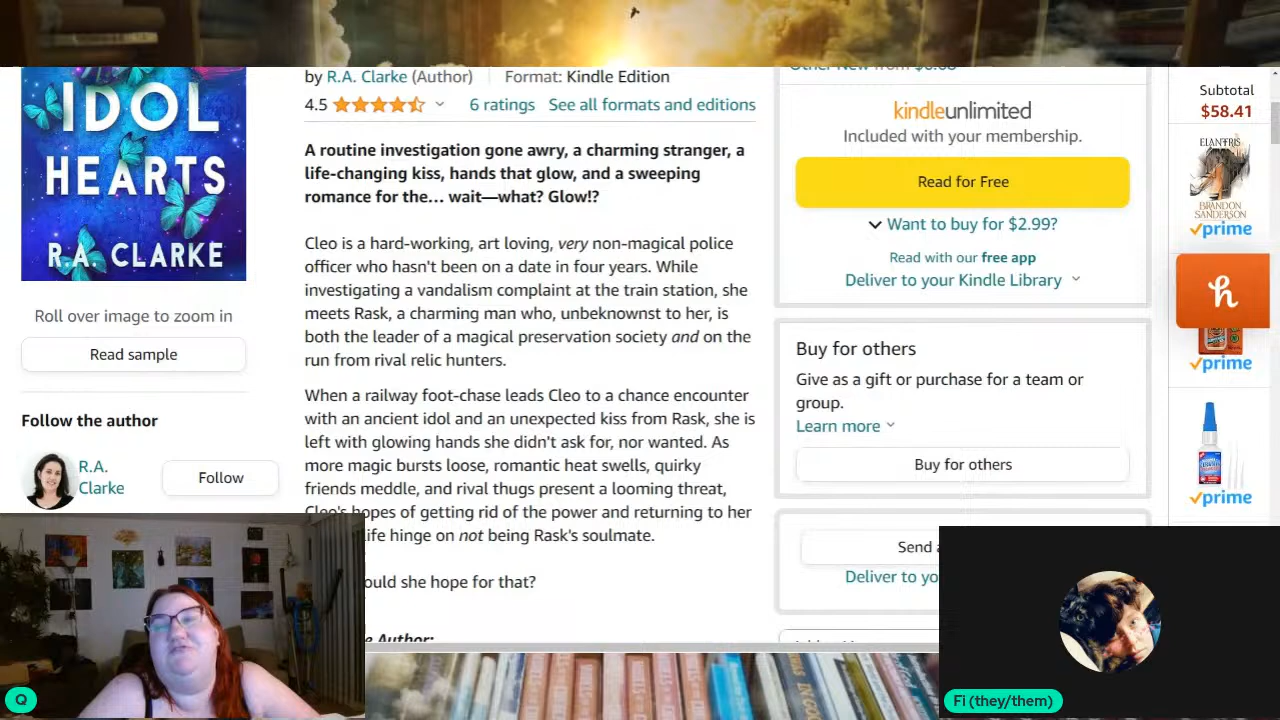 IDOL
HEARTS
R.A. CLARKE
Roll over image to zoom in
Read sample
Follow the author
R.A.
Clarke
Follow
by R.A. Clarke (Author)
Format: Kindle Edition
4.5
6 ratings
See all formats and editions
A routine investigation gone awry, a charming stranger, a
life-changing kiss, hands that glow, and a sweeping
romance for the… wait—what? Glow!?
Cleo is a hard-working, art loving, very non-magical police
officer who hasn't been on a date in four years. While
investigating a vandalism complaint at the train station, she
meets Rask, a charming man who, unbeknownst to her, is
both the leader of a magical preservation society and on the
run from rival relic hunters.
When a railway foot-chase leads Cleo to a chance encounter
with an ancient idol and an unexpected kiss from Rask, she is
left with glowing hands she didn't ask for, nor wanted. As
more magic bursts loose, romantic heat swells, quirky
friends meddle, and rival thugs present a looming threat,
Cleo's hopes of getting rid of the power and returning to her
life hinge on not being Rask's soulmate.
ould she hope for that?
Author:
kindleunlimited
Included with your membership.
Read for Free
Want to buy for $2.99?
Read with our free app
Deliver to your Kindle Library
Buy for others
Give as a gift or purchase for a team or
group.
Learn more
Buy for others
Send a
Deliver to yo
Subtotal
$58.41
ELANTRIS
BRANDON
SANDERSON
prime
h
prime
prime
Q
Fi (they/them)